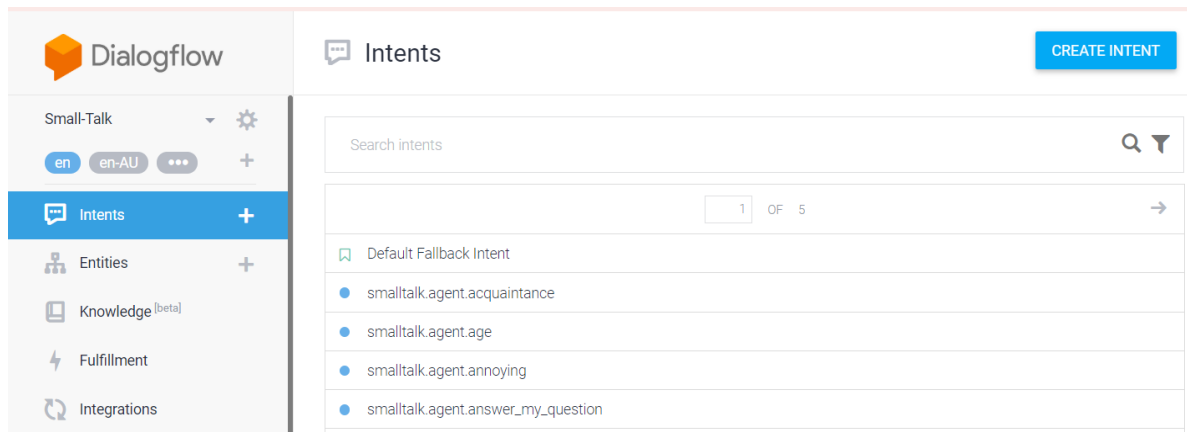 Dialogflow
Intents
CREATE INTENT
Small-Talk
en en-AU
Search intents
Intents
1 OF 5
Entities
Default Fallback Intent
smalltalk.agent.acquaintance
Knowledge [beta]
smalltalk.agent.age
Fulfillment
smalltalk.agent.annoying
Integrations
smalltalk.agent.answer_my_question